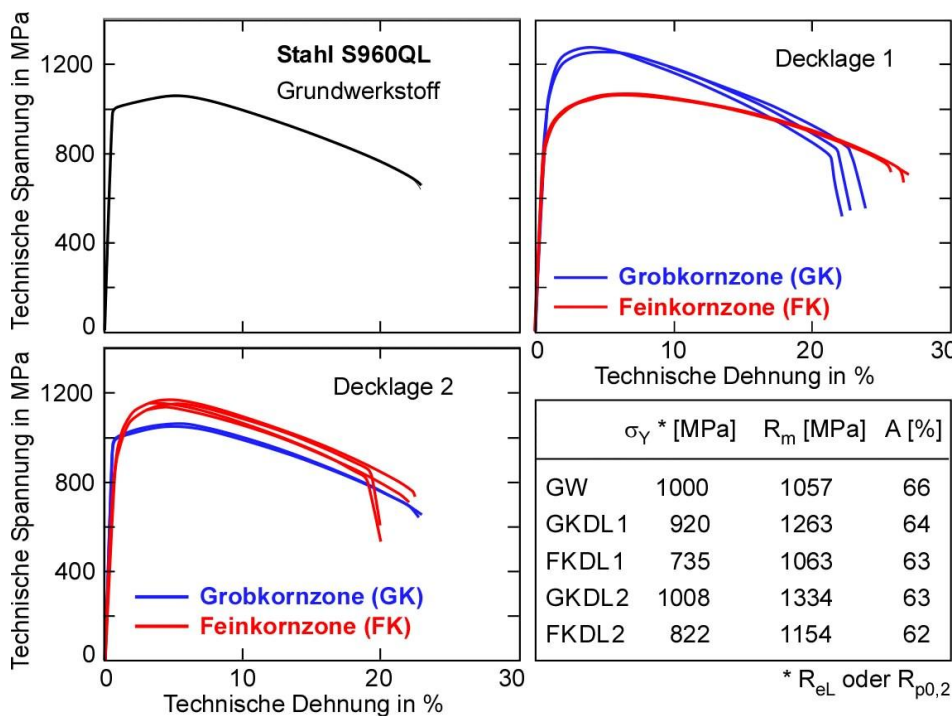 Technische Spannung in MPa
1200
800
400
0
Stahl S960QL
Grundwerkstoff
Decklage 1
Grobkornzone (GK)
Feinkornzone (FK)
0 10 20 30
Technische Dehnung in %
Technische Spannung in MPa
1200
800
400
0
Decklage 2
Grobkornzone (GK)
Feinkornzone (FK)
0 10 20 30
Technische Dehnung in %
σY * [MPa] Rm [MPa] A [%]
GW 1000 1057 66
GKDL1 920 1263 64
FKDL1 735 1063 63
GKDL2 1008 1334 63
FKDL2 822 1154 62
* ReL oder Rp0,2